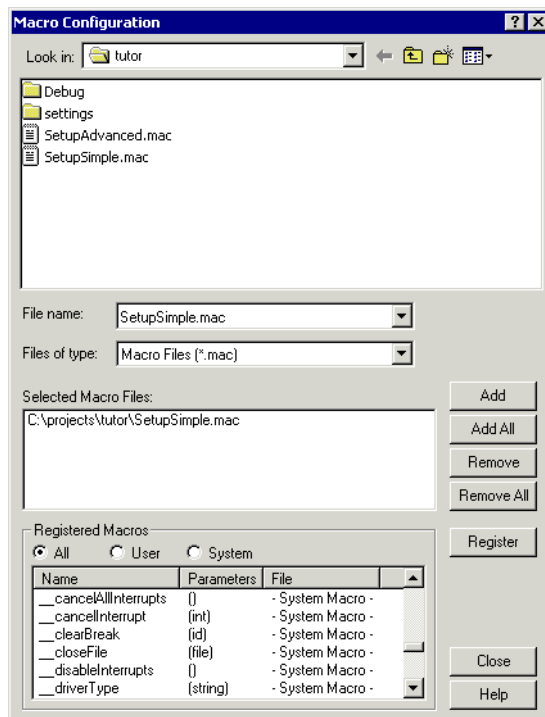 Macro Configuration
Look in: tutor
Debug
settings
SetupAdvanced.mac
SetupSimple.mac
File name: SetupSimple.mac
Files of type: Macro Files (*.mac)
Selected Macro Files:
C:\projects\tutor\SetupSimple.mac
Add
Add All
Remove
Remove All
Registered Macros
All User System
Register
Name Parameters File
__cancelAllInterrupts () - System Macro -
__cancelInterrupt (int) - System Macro -
__clearBreak (id) - System Macro -
__closeFile (file) - System Macro -
__disableInterrupts () - System Macro -
__driverType (string) - System Macro -
Close
Help